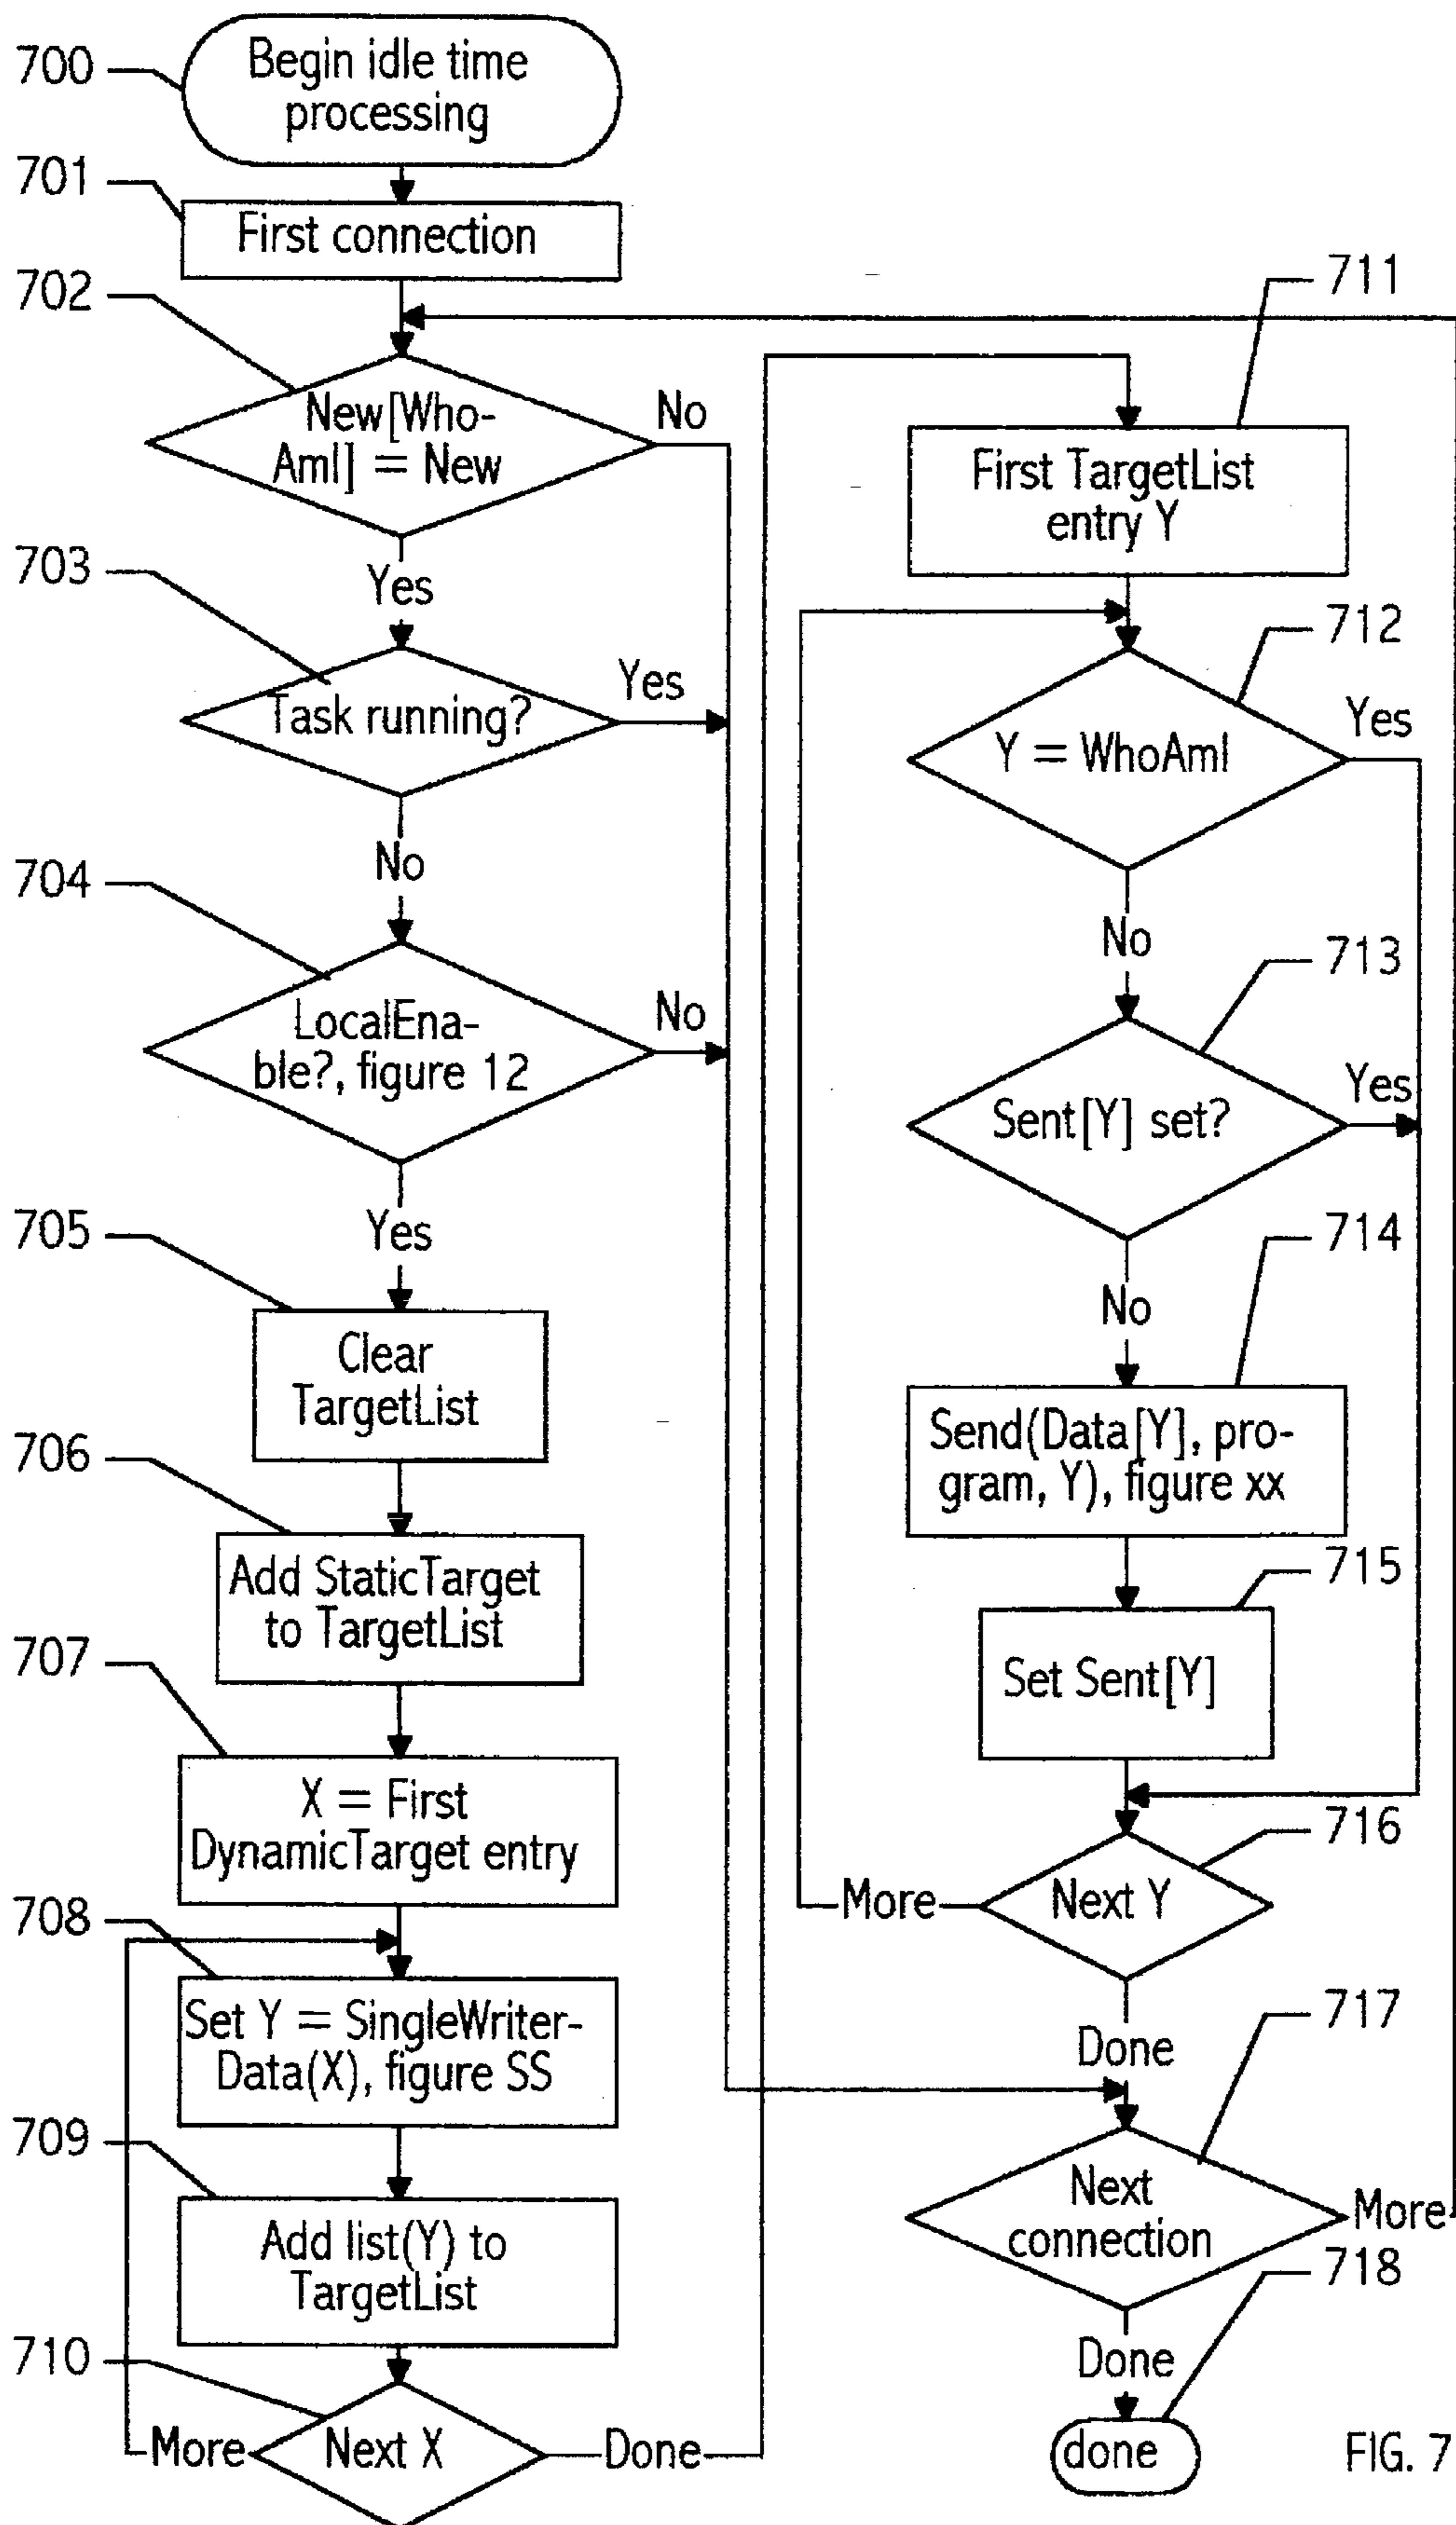 700
Begin idle time
processing
701
First connection
702
New[Who-
AmI] = New
No
Yes
703
Task running?
Yes
No
704
LocalEna-
ble?, figure 12
No
Yes
705
Clear
TargetList
706
Add StaticTarget
to TargetList
707
X = First
DynamicTarget entry
708
Set Y = SingleWriter-
Data(X), figure SS
709
Add list(Y) to
TargetList
710
More
Next X
Done
711
First TargetList
entry Y
712
Y = WhoAmI
Yes
No
713
Sent[Y] set?
Yes
No
714
Send(Data[Y], pro-
gram, Y), figure xx
715
Set Sent[Y]
716
More
Next Y
Done
717
Next
connection
More
718
Done
done
FIG. 7